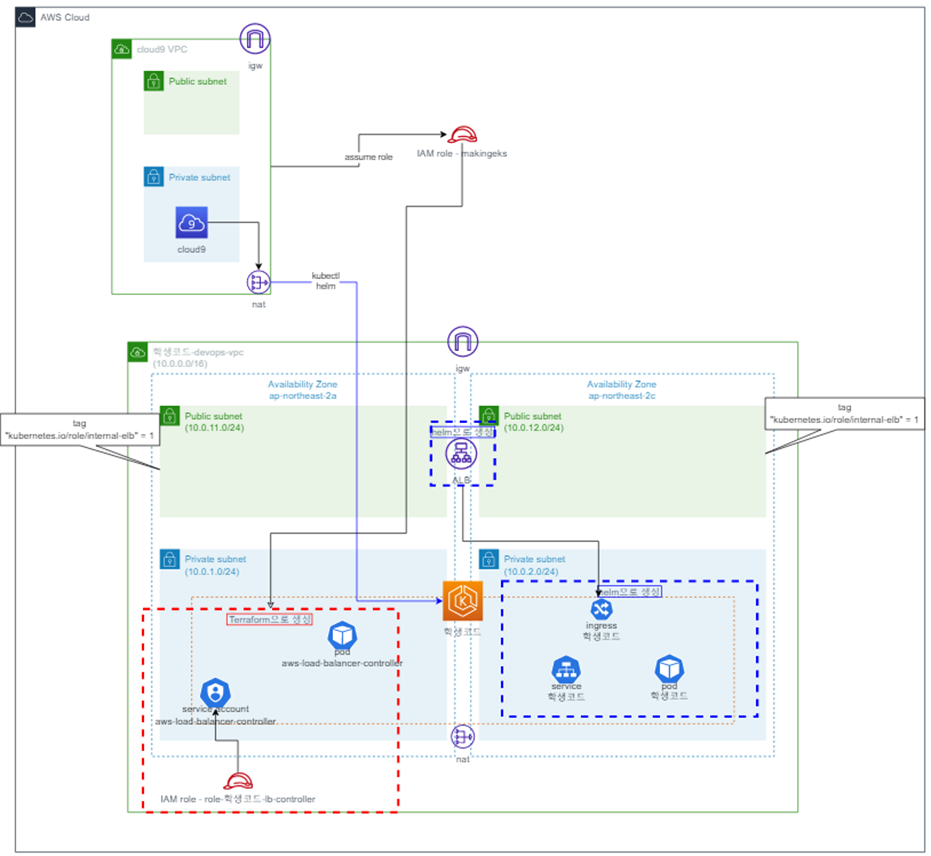 AWS Cloud
cloud9 VPC
igw
Public subnet
Private subnet
9
cloud9
nat
assume role
IAM role - makingeks
kubectl
helm
igw
학생코드-devops-vpc
(10.0.0.0/16)
Availability Zone
ap-northeast-2a
Availability Zone
ap-northeast-2c
tag
"kubernetes.io/role/internal-elb" = 1
Public subnet
(10.0.11.0/24)
helm으로 생성
ALB
Public subnet
(10.0.12.0/24)
tag
"kubernetes.io/role/internal-elb" = 1
Private subnet
(10.0.1.0/24)
Private subnet
(10.0.2.0/24)
Terraform으로 생성
pod
aws-load-balancer-controller
service account
aws-load-balancer-controller
IAM role - role-학생코드-lb-controller
K
학생코드
helm으로 생성
ingress
학생코드
service
학생코드
pod
학생코드
nat